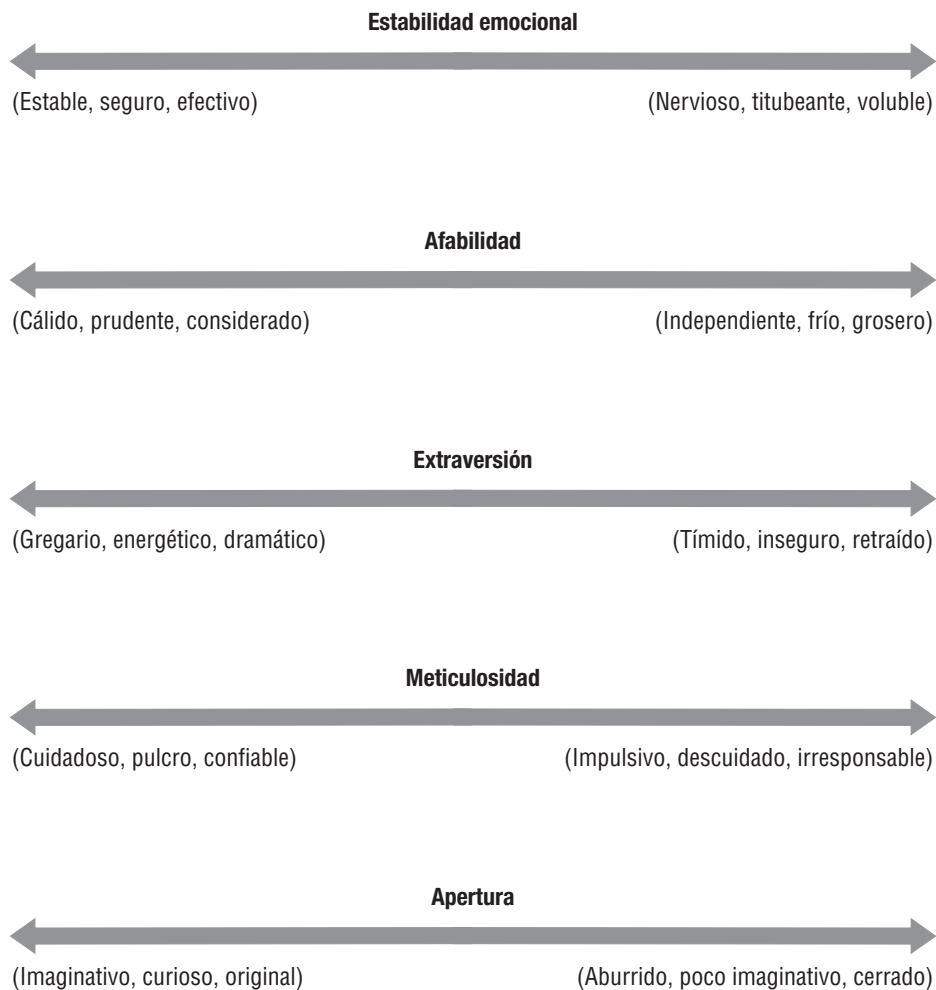 Estabilidad emocional
(Estable, seguro, efectivo) (Nervioso, titubeante, voluble)
Afabilidad
(Cálido, prudente, considerado) (Independiente, frío, grosero)
Extraversión
(Gregario, energético, dramático) (Tímido, inseguro, retraído)
Meticulosidad
(Cuidadoso, pulcro, confiable) (Impulsivo, descuidado, irresponsable)
Apertura
(Imaginativo, curioso, original) (Aburrido, poco imaginativo, cerrado)